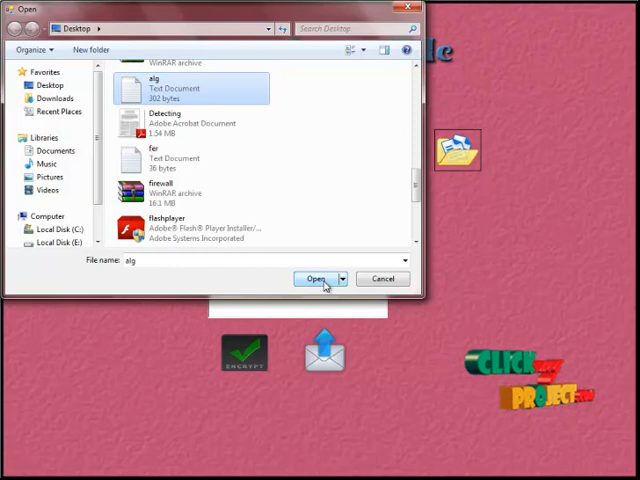 Open
Desktop
Search Desktop
Organize
New folder
Favorites
Desktop
Downloads
Recent Places
Libraries
Documents
Music
Pictures
Videos
Computer
Local Disk (C:)
Local Disk (E:)
WinRAR archive
alg
Text Document
302 bytes
Detecting
Adobe Acrobat Document
1.54 MB
fer
Text Document
36 bytes
firewall
WinRAR archive
16.1 MB
flashplayer
Adobe® Flash® Player Installer/...
Adobe Systems Incorporated
File name:
alg
Open
Cancel
ENCRYPT
CLICK MY
PROJECT.COM